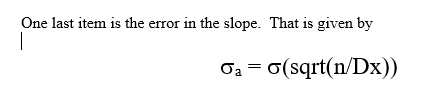 One last item is the error in the slope.  That is given by
σₐ = σ(sqrt(n/Dx))